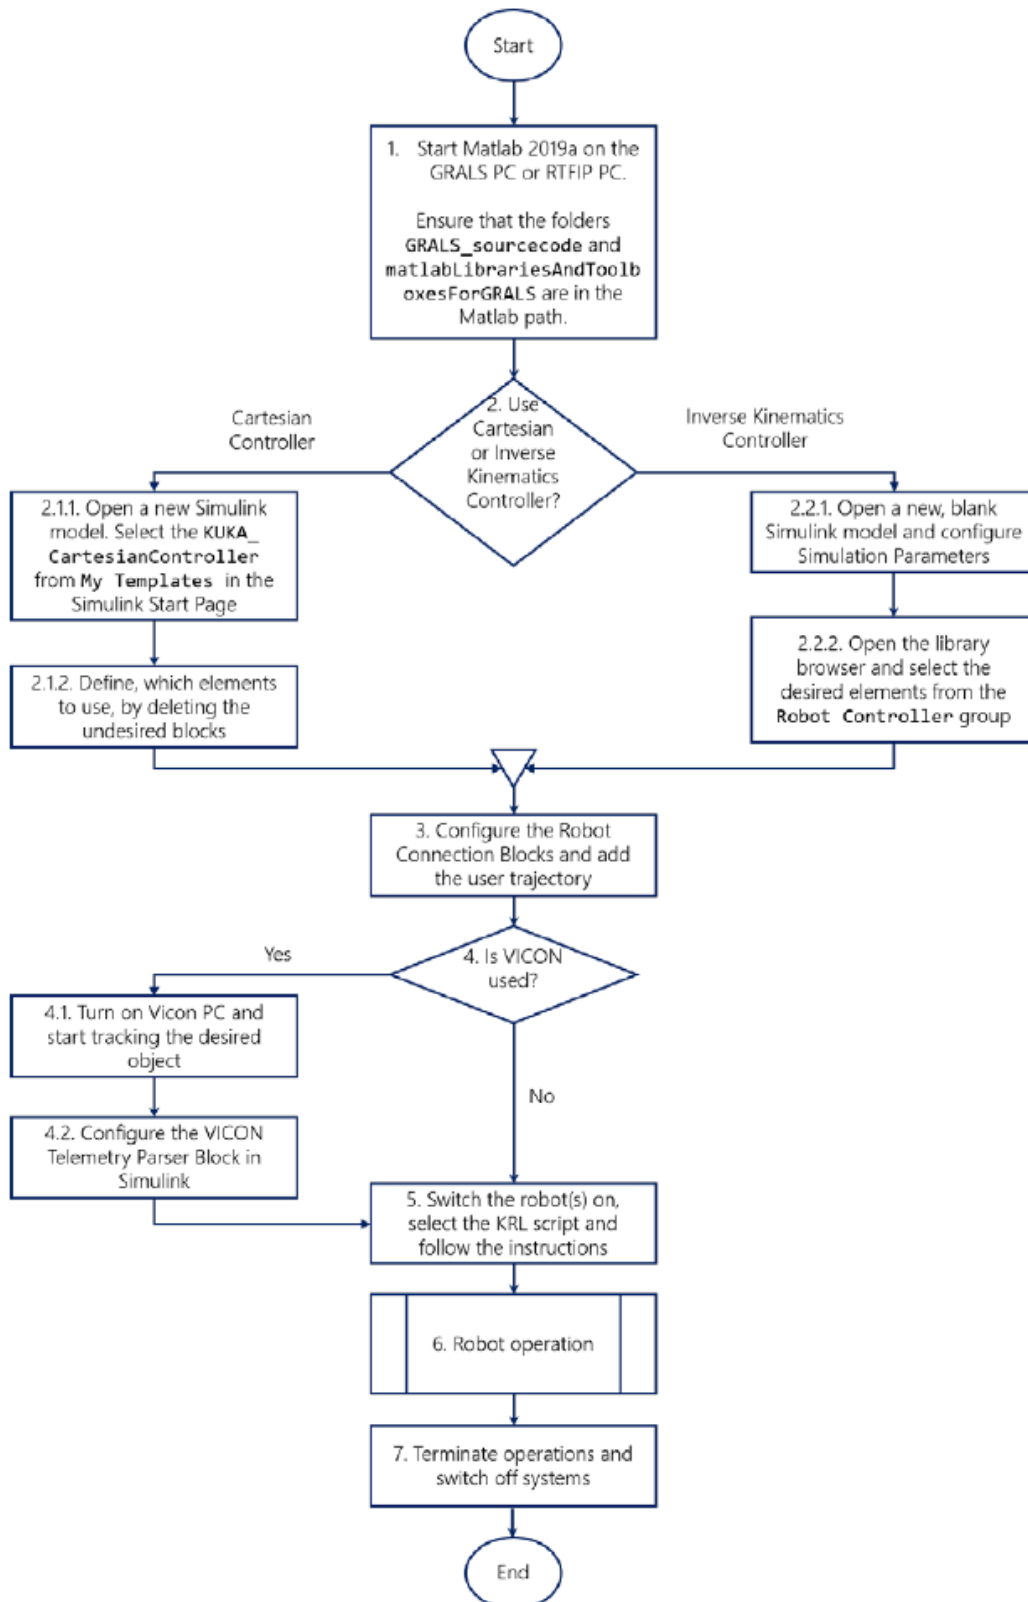 Start
1. Start Matlab 2019a on the
GRALS PC or RTFIP PC.
Ensure that the folders
GRALS_sourcecode and
matlabLibrariesAndToolb
oxesForGRALS are in the
Matlab path.
2. Use
Cartesian
or Inverse
Kinematics
Controller?
Cartesian
Controller
Inverse Kinematics
Controller
2.1.1. Open a new Simulink
model. Select the KUKA_
CartesianController
from My Templates in the
Simulink Start Page
2.2.1. Open a new, blank
Simulink model and configure
Simulation Parameters
2.1.2. Define, which elements
to use, by deleting the
undesired blocks
2.2.2. Open the library
browser and select the
desired elements from the
Robot Controller group
3. Configure the Robot
Connection Blocks and add
the user trajectory
4. Is VICON
used?
Yes
No
4.1. Turn on Vicon PC and
start tracking the desired
object
4.2. Configure the VICON
Telemetry Parser Block in
Simulink
5. Switch the robot(s) on,
select the KRL script and
follow the instructions
6. Robot operation
7. Terminate operations and
switch off systems
End